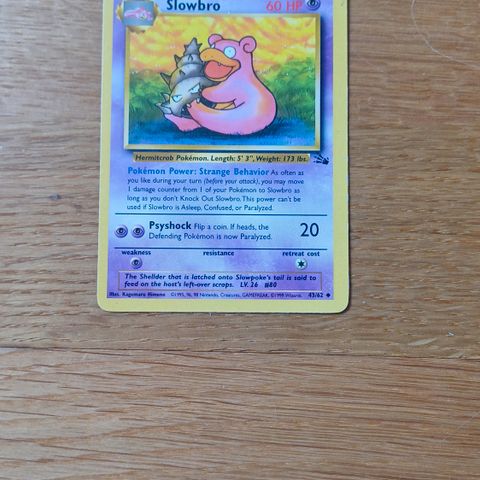 Slowbro 60 HP
Hermitcrab Pokémon. Length: 5' 3", Weight: 173 lbs.
Pokémon Power: Strange Behavior As often as
you like during your turn (before your attack), you may move
1 damage counter from 1 of your Pokémon to Slowbro as
long as you don't Knock Out Slowbro. This power can't be
used if Slowbro is Asleep, Confused, or Paralyzed.
Psyshock Flip a coin. If heads, the 20
Defending Pokémon is now Paralyzed.
weakness resistance retreat cost
The Shellder that is latched onto Slowpoke's tail is said to
feed on the host's left-over scraps. LV. 26 #80
Illus. Kagemaru Himeno ©1995, 96, 98 Nintendo, Creatures, GAMEFREAK. ©1999 Wizards. 43/62